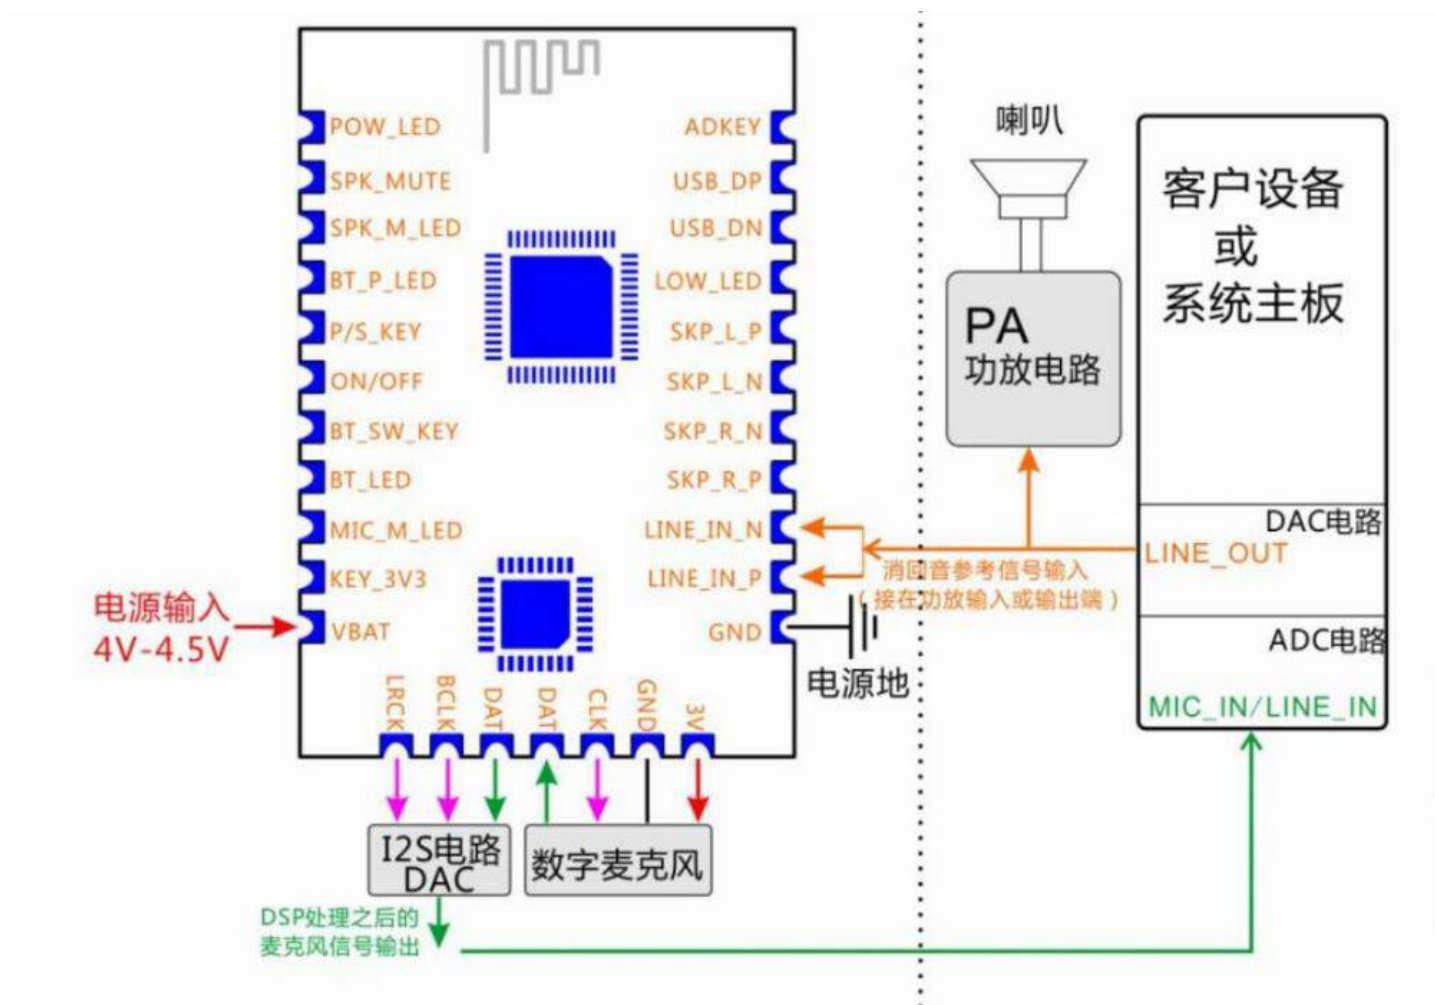 POW_LED
SPK_MUTE
SPK_M_LED
BT_P_LED
P/S_KEY
ON/OFF
BT_SW_KEY
BT_LED
MIC_M_LED
KEY_3V3
VBAT
电源输入
4V-4.5V
ADKEY
USB_DP
USB_DN
LOW_LED
SKP_L_P
SKP_L_N
SKP_R_N
SKP_R_P
LINE_IN_N
LINE_IN_P
GND
电源地
LRCK
BCLK
DAT
DAT
CLK
GND
3V
I2S电路
DAC
数字麦克风
DSP处理之后的
麦克风信号输出
喇叭
PA
功放电路
消回音参考信号输入
(接在功放输入或输出端)
客户设备
或
系统主板
DAC电路
LINE_OUT
ADC电路
MIC_IN/LINE_IN